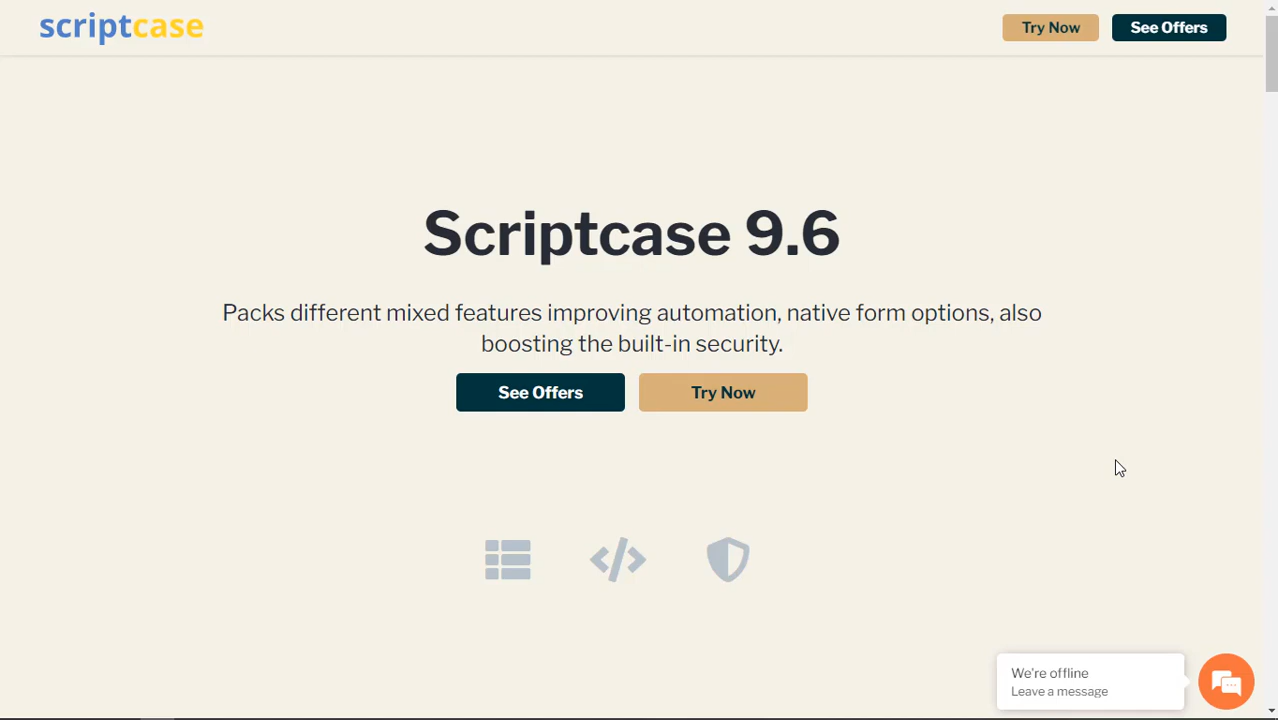 scriptcase
Try Now
See Offers
Scriptcase 9.6
Packs different mixed features improving automation, native form options, also
boosting the built-in security.
See Offers
Try Now
We're offline
Leave a message